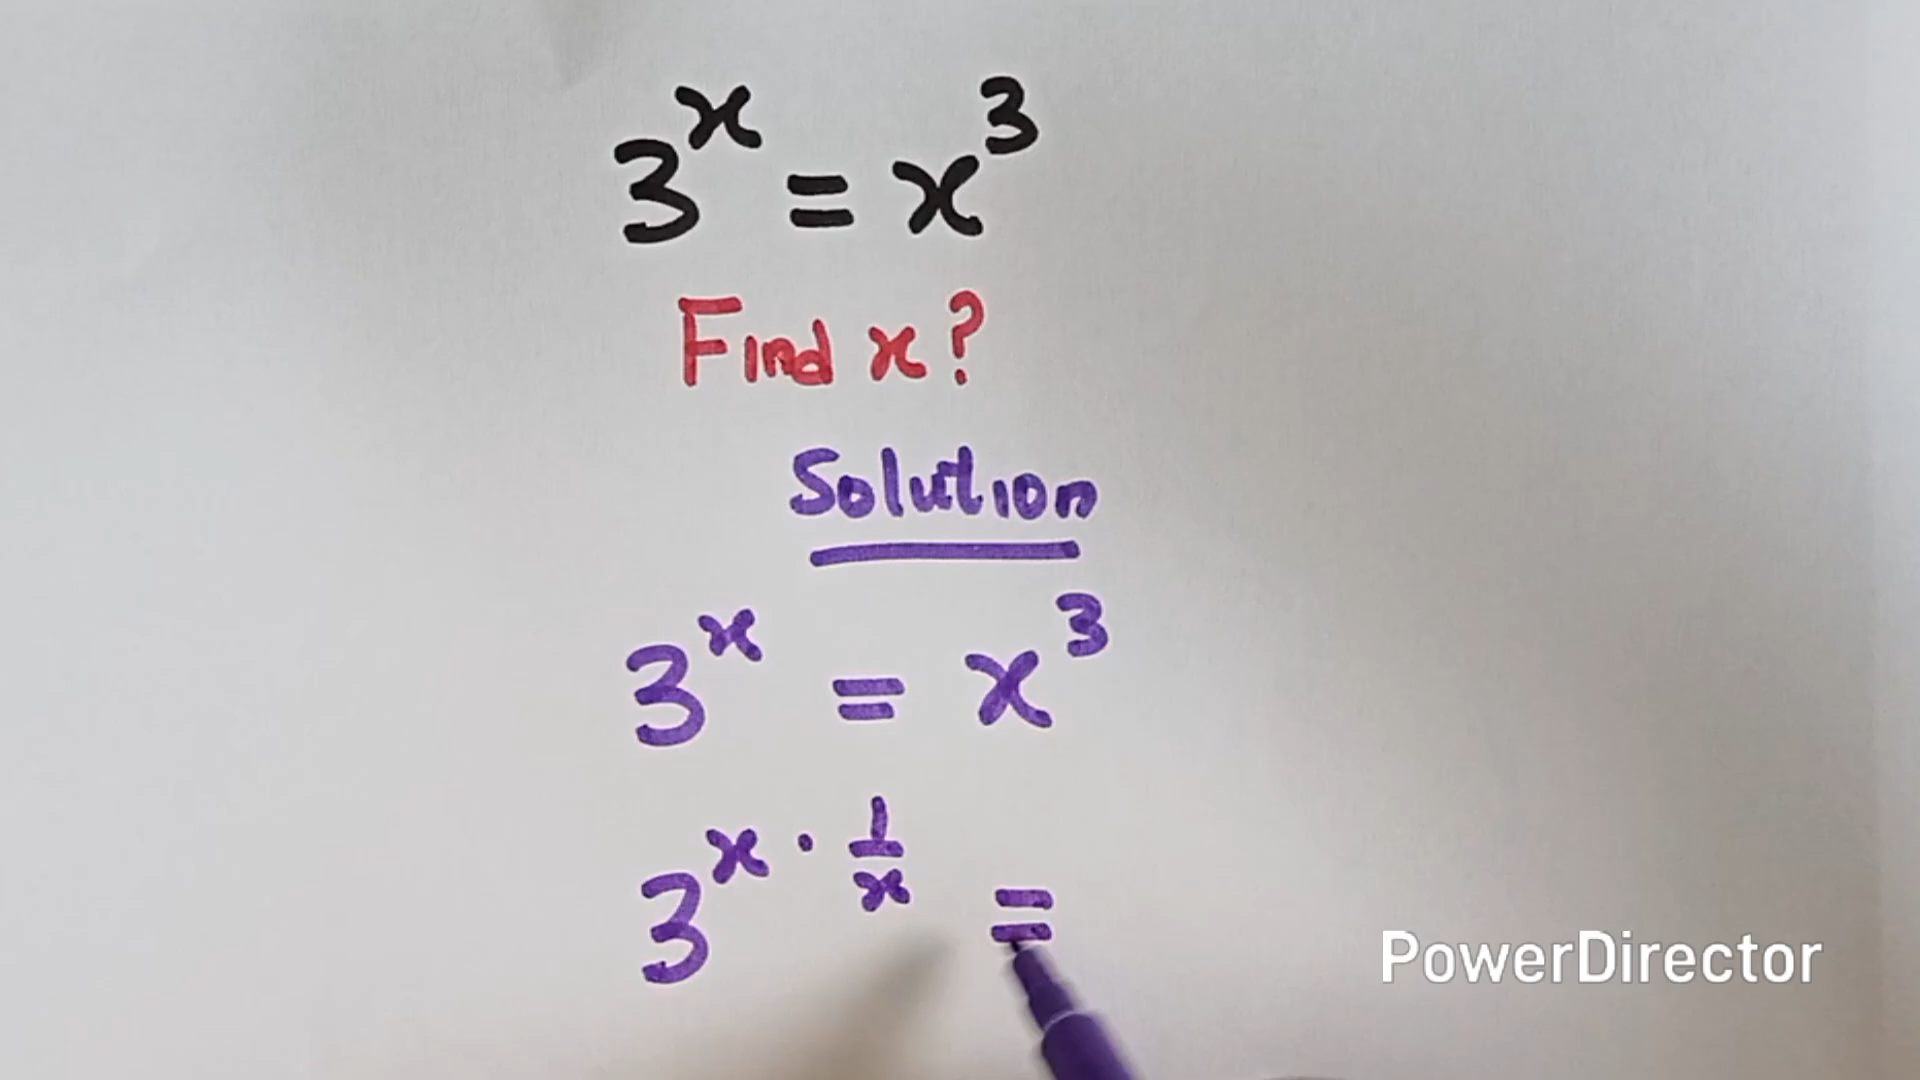 3^x = x^3
Find x?
Solution
3^x = x^3
3^{x · 1/x} =
PowerDirector